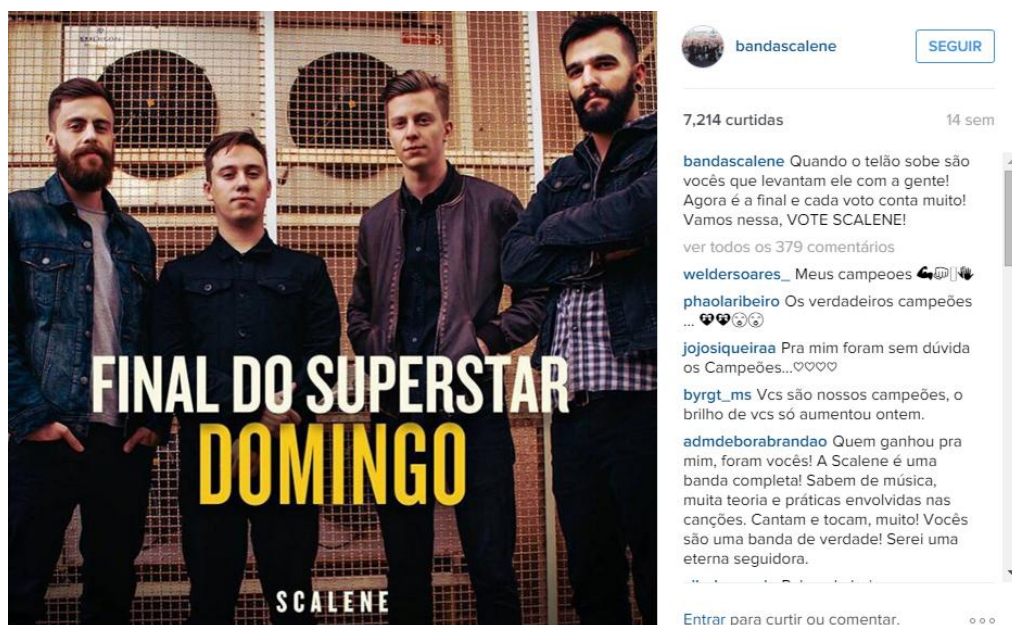 FINAL DO SUPERSTAR
DOMINGO
SCALENE
bandascalene
SEGUIR
7,214 curtidas
14 sem
bandascalene Quando o telão sobe são
vocês que levantam ele com a gente!
Agora é a final e cada voto conta muito!
Vamos nessa, VOTE SCALENE!
ver todos os 379 comentários
weldersoares_ Meus campeoes
phaolaribeiro Os verdadeiros campeões
...
jojosiqueiraa Pra mim foram sem dúvida
os Campeões...♡♡♡♡
byrgt_ms Vcs são nossos campeões, o
brilho de vcs só aumentou ontem.
admdeborabrandao Quem ganhou pra
mim, foram vocês! A Scalene é uma
banda completa! Sabem de música,
muita teoria e práticas envolvidas nas
canções. Cantam e tocam, muito! Vocês
são uma banda de verdade! Serei uma
eterna seguidora.
Entrar para curtir ou comentar.